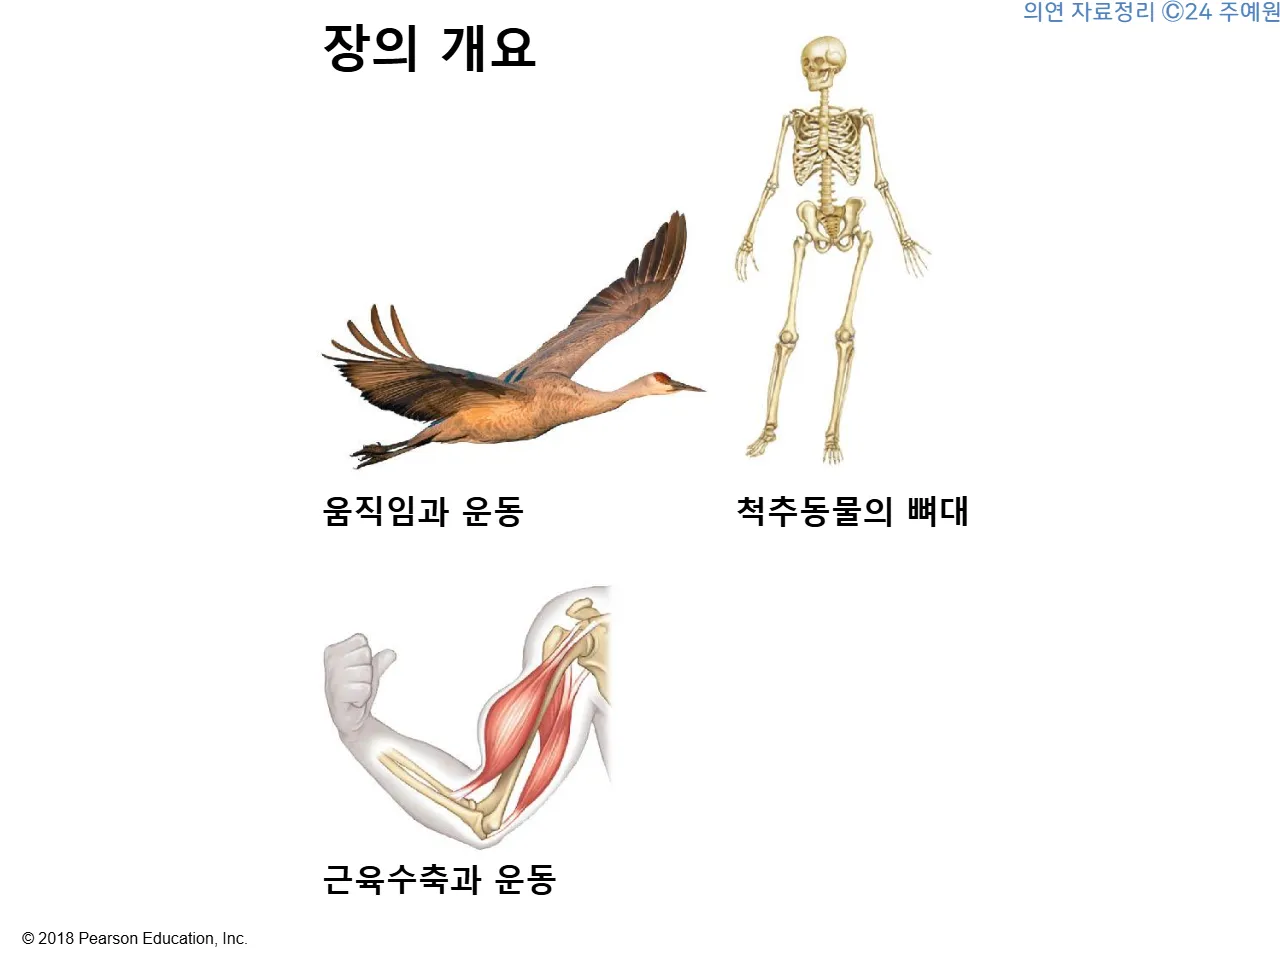 의연 자료정리 ©24 주예원
장의 개요
움직임과 운동
척추동물의 뼈대
근육수축과 운동
© 2018 Pearson Education, Inc.